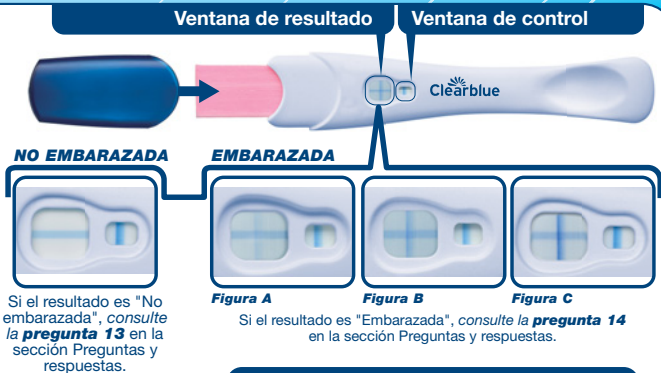 Ventana de resultado
Ventana de control
Clearblue
NO EMBARAZADA
EMBARAZADA
Si el resultado es "No
embarazada", consulte
la pregunta 13 en la
sección Preguntas y
respuestas.
Figura A
Figura B
Figura C
Si el resultado es "Embarazada", consulte la pregunta 14
en la sección Preguntas y respuestas.